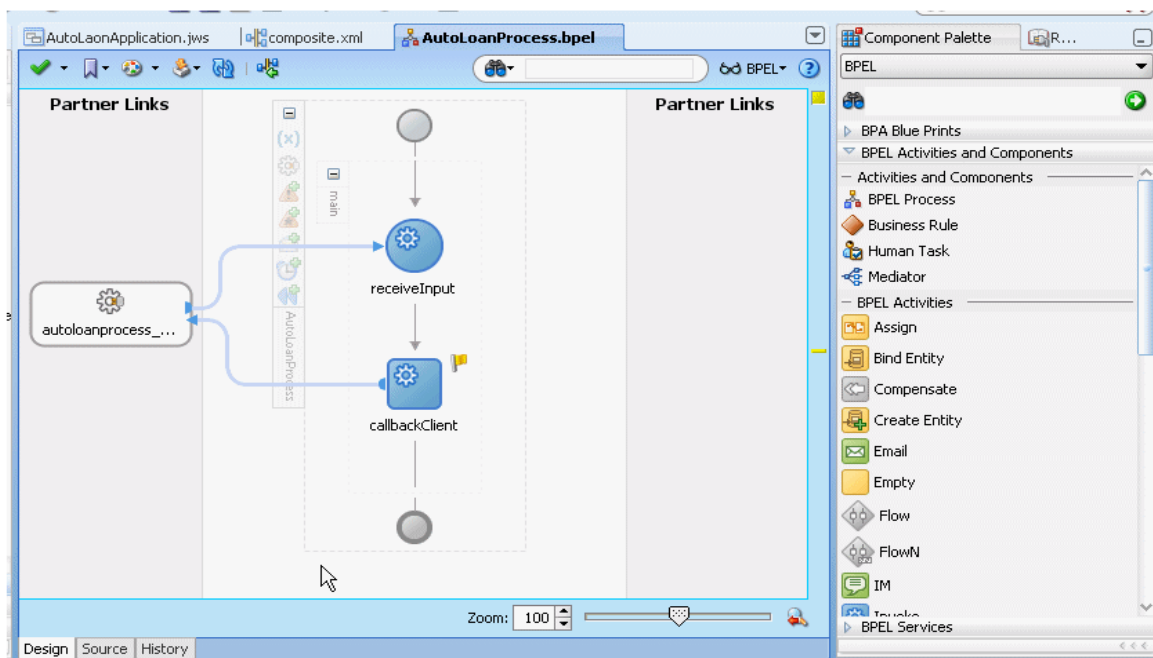 AutoLaonApplication.jws composite.xml AutoLoanProcess.bpel
BPEL
Partner Links
Partner Links
main
receiveInput
autoloanprocess_...
AutoLoanProcess
callbackClient
Zoom: 100
Design Source History
Component Palette R...
BPEL
BPA Blue Prints
BPEL Activities and Components
Activities and Components
BPEL Process
Business Rule
Human Task
Mediator
BPEL Activities
Assign
Bind Entity
Compensate
Create Entity
Email
Empty
Flow
FlowN
IM
Invoke
BPEL Services